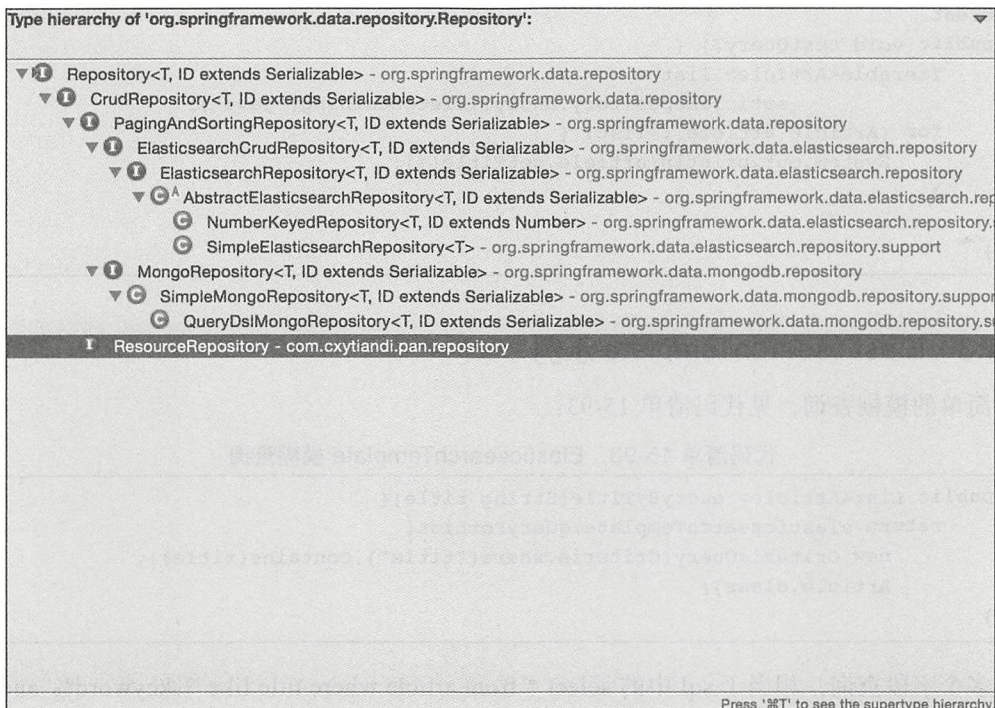 Type hierarchy of 'org.springframework.data.repository.Repository':
Repository<T, ID extends Serializable> - org.springframework.data.repository
CrudRepository<T, ID extends Serializable> - org.springframework.data.repository
PagingAndSortingRepository<T, ID extends Serializable> - org.springframework.data.repository
ElasticsearchCrudRepository<T, ID extends Serializable> - org.springframework.data.elasticsearch.repository
ElasticsearchRepository<T, ID extends Serializable> - org.springframework.data.elasticsearch.repository
AbstractElasticsearchRepository<T, ID extends Serializable> - org.springframework.data.elasticsearch.rep
NumberKeyedRepository<T, ID extends Number> - org.springframework.data.elasticsearch.repository.
SimpleElasticsearchRepository<T> - org.springframework.data.elasticsearch.repository.support
MongoRepository<T, ID extends Serializable> - org.springframework.data.mongodb.repository
SimpleMongoRepository<T, ID extends Serializable> - org.springframework.data.mongodb.repository.suppor
QueryDslMongoRepository<T, ID extends Serializable> - org.springframework.data.mongodb.repository.su
ResourceRepository - com.cxytiandi.pan.repository
Press '⌘T' to see the supertype hierarchy